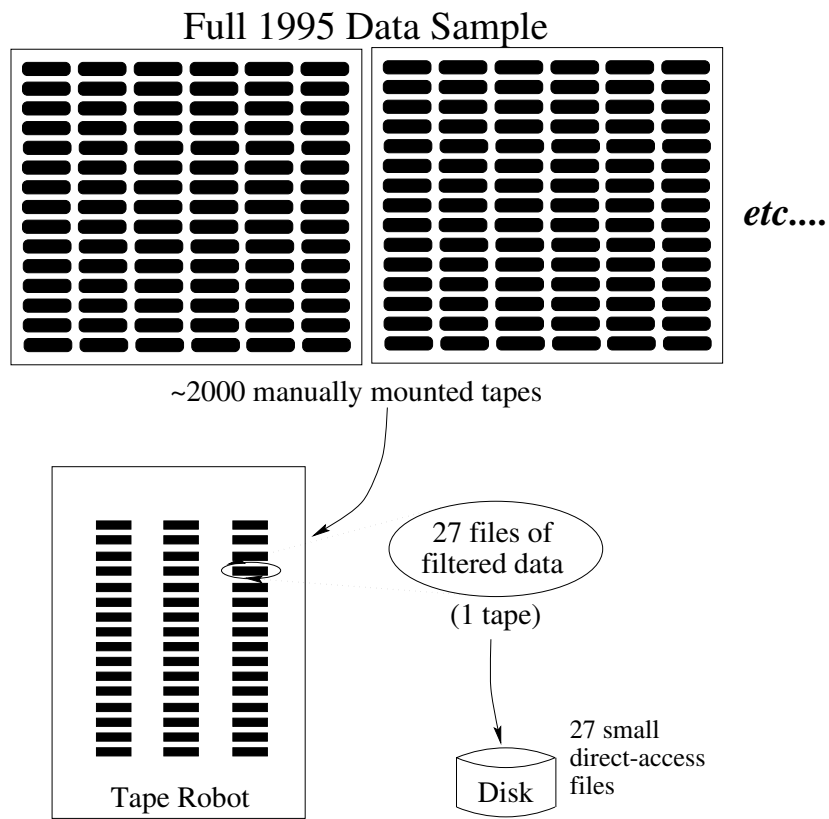 Full 1995 Data Sample
etc....
~2000 manually mounted tapes
27 files of
filtered data
(1 tape)
27 small
direct-access
files
Disk
Tape Robot